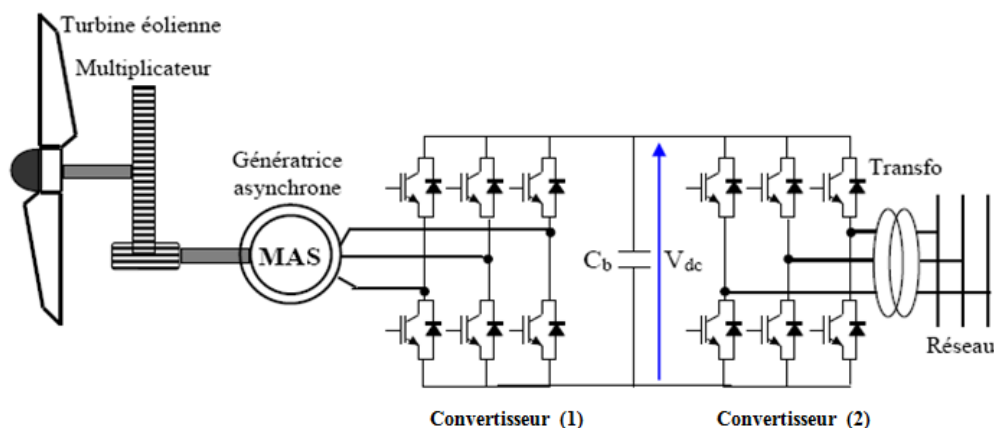 Turbine éolienne
Multiplicateur
Génératrice
asynchrone
MAS
Cb
Vdc
Transfo
Réseau
Convertisseur (1)
Convertisseur (2)